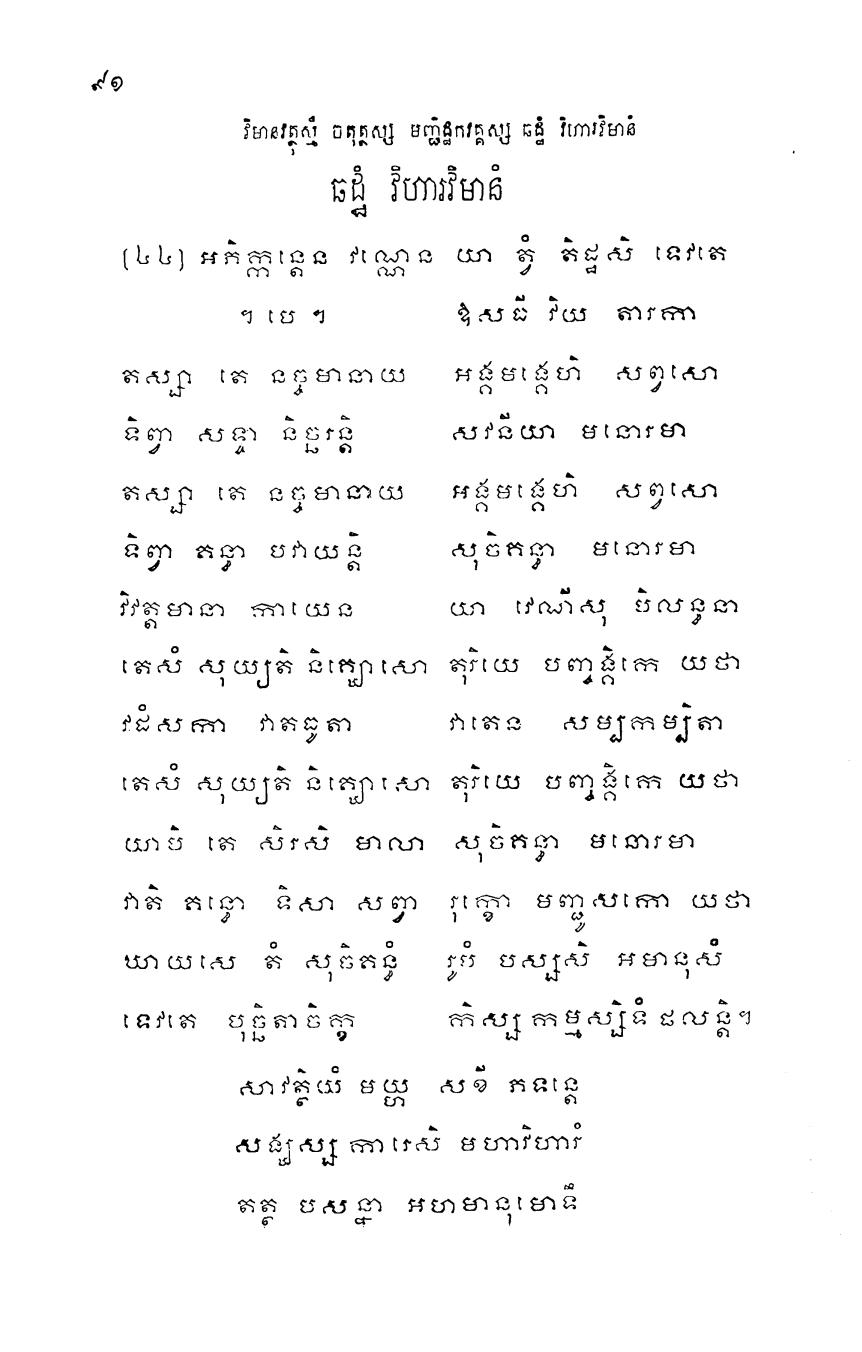 ៩១
វិមានវត្ថុស្មឹ ចតុត្ថស្ស មញ្ជិដ្ឋកវគ្គស្ស ឆដ្ឋំ វិហារវិមានំ
ឆដ្ឋំ វិហារវិមានំ
(៤៤) អភិក្កន្តេន វណ្ណេន យា ត្វំ តិដ្ឋសិ ទេវតេ
។ បេ ។ ឱសធី វិយ តារកា
តស្សា តេ នច្ចមានាយ អង្គមង្គេហិ សព្វសោ
ទិព្វា សទ្ទា និច្ឆរន្តិ សវនីយា មនោរមា
តស្សា តេ នច្ចមានាយ អង្គមង្គេហិ សព្វសោ
ទិព្វា គន្ធា បវាយន្តិ សុចិគន្ធា មនោរមា
វិវត្តមានា កាយេន យា វេណីសុ បិលន្ធនា
តេសំ សុយ្យតិ និគ្ឃោសោ តុរិយេ បញ្ចង្គិកេ យថា
វដំសកា វាតធូតា វាតេន សម្បកម្បិតា
តេសំ សុយ្យតិ និគ្ឃោសោ តុរិយេ បញ្ចង្គិកេ យថា
យាបិ តេ សិរសិ មាលា សុចិគន្ធា មនោរមា
វាតិ គន្ធោ ទិសា សព្វា រុក្ខោ មញ្ជូសកោ យថា
ឃាយសេ តំ សុចិគន្ធំ រូបំ បស្សសិ អមានុសំ
ទេវតេ បុច្ឆិតាចិក្ខ កិស្ស កម្មស្សិទំ ផលន្តិ។
សាវត្ថិយំ មយ្ហ សខី ភទន្តេ
សង្ឃស្ស ការេសិ មហាវិហារំ
តត្ថ បសន្នា អហមានុមោទឹ